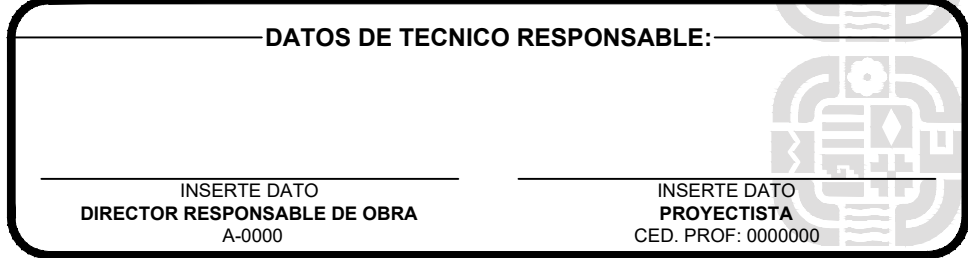 DATOS DE TECNICO RESPONSABLE:
INSERTE DATO
DIRECTOR RESPONSABLE DE OBRA
A-0000
INSERTE DATO
PROYECTISTA
CED. PROF: 0000000